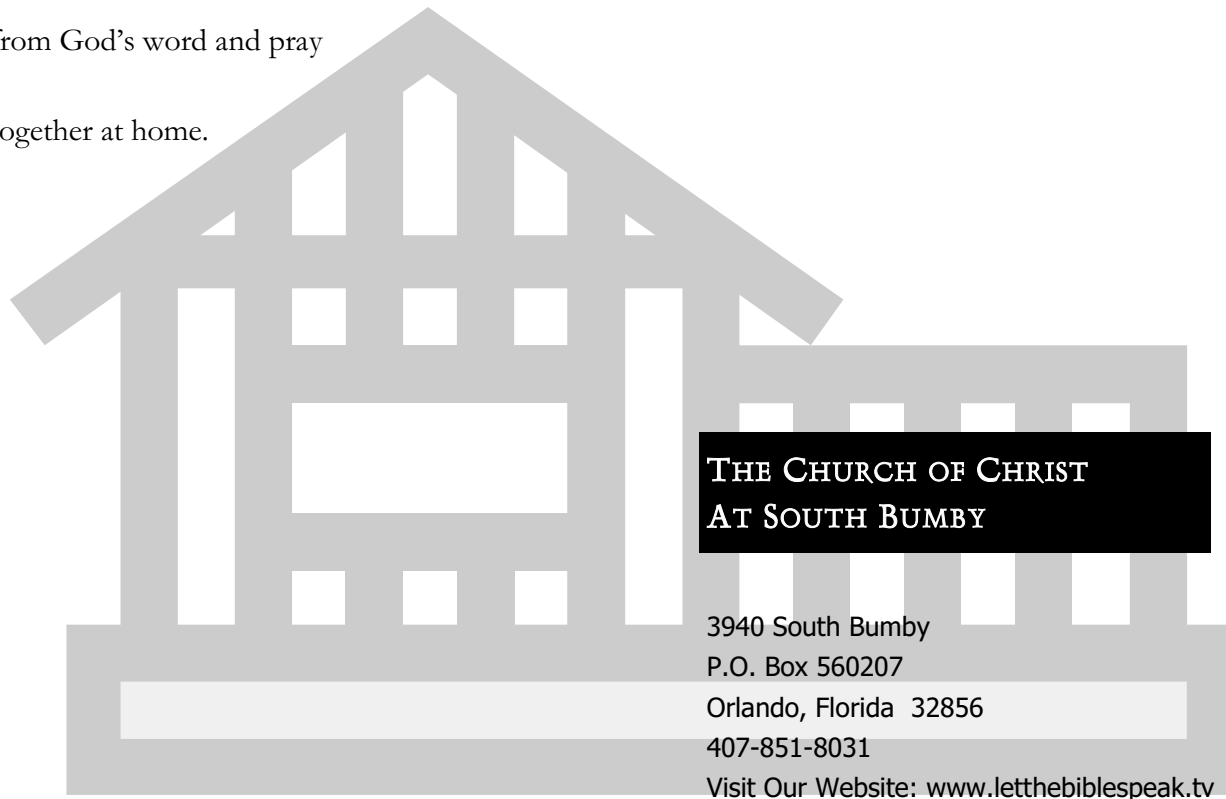 from God’s word and pray
together at home.
THE CHURCH OF CHRIST
AT SOUTH BUMBY
3940 South Bumby
P.O. Box 560207
Orlando, Florida 32856
407-851-8031
Visit Our Website: www.letthebiblespeak.tv